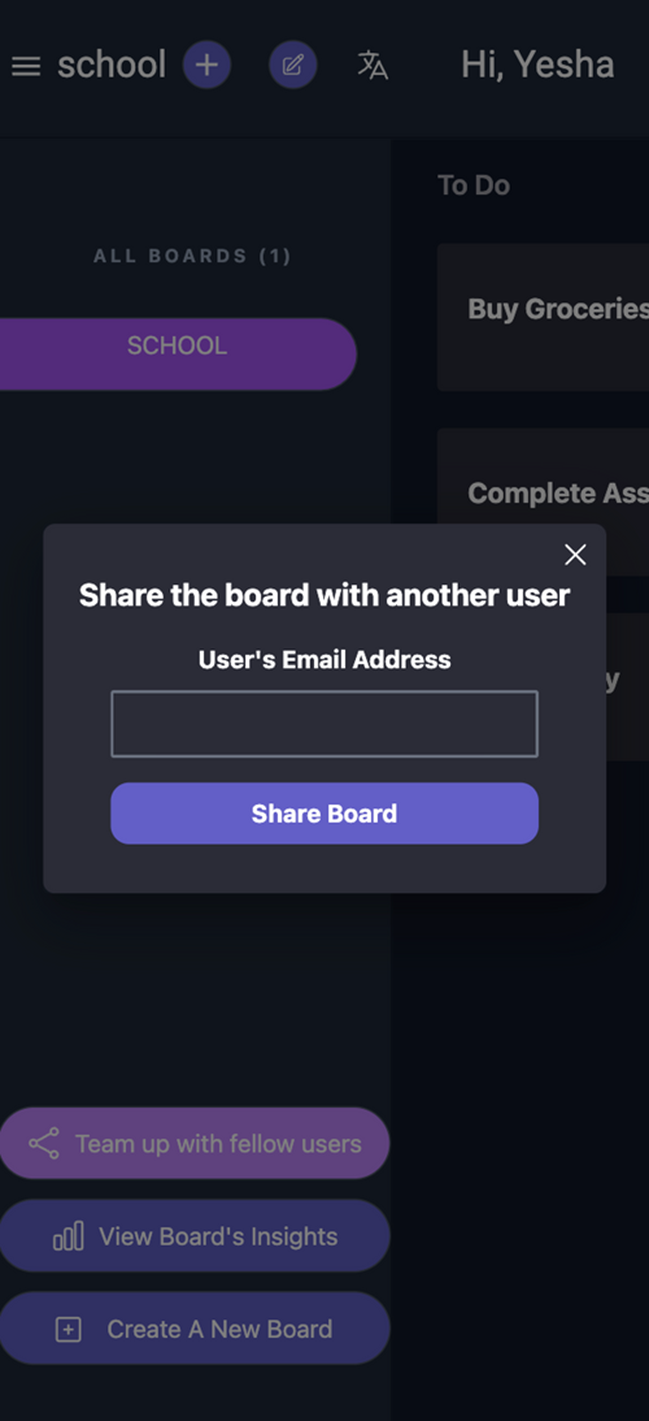 school
Hi, Yesha
To Do
ALL BOARDS (1)
Buy Groceries
SCHOOL
Complete Ass
Share the board with another user
User's Email Address
y
Share Board
Team up with fellow users
View Board's Insights
Create A New Board